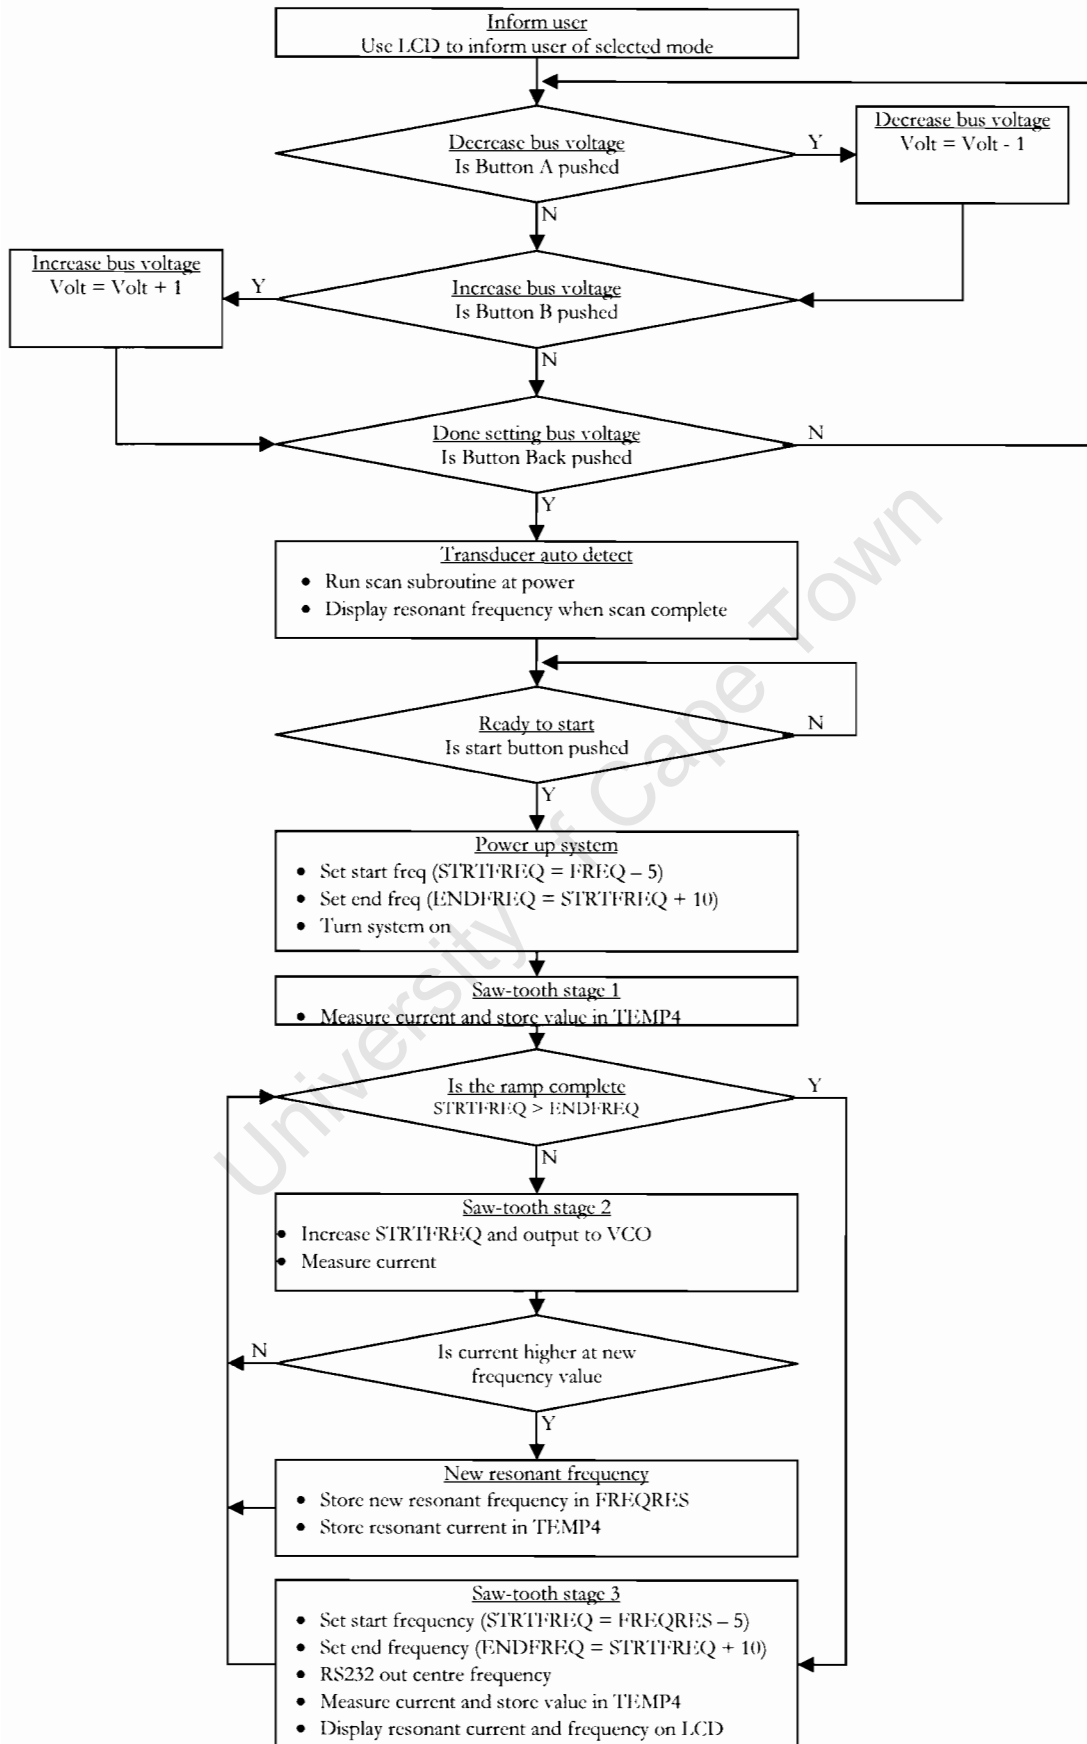 Inform user
Use LCD to inform user of selected mode
Decrease bus voltage
Is Button A pushed
Y
Decrease bus voltage
Volt = Volt - 1
N
Increase bus voltage
Volt = Volt + 1
Y
Increase bus voltage
Is Button B pushed
N
Done setting bus voltage
Is Button Back pushed
N
Y
Transducer auto detect
• Run scan subroutine at power
• Display resonant frequency when scan complete
Ready to start
Is start button pushed
N
Y
Power up system
• Set start freq (STRTFREQ = FREQ – 5)
• Set end freq (ENDFREQ = STRTFREQ + 10)
• Turn system on
Saw-tooth stage 1
• Measure current and store value in TEMP4
Is the ramp complete
STRTFREQ > ENDFREQ
Y
N
Saw-tooth stage 2
• Increase STRTFREQ and output to VCO
• Measure current
N
Is current higher at new
frequency value
Y
New resonant frequency
• Store new resonant frequency in FREQRES
• Store resonant current in TEMP4
Saw-tooth stage 3
• Set start frequency (STRTFREQ = FREQRES – 5)
• Set end frequency (ENDFREQ = STRTFREQ + 10)
• RS232 out centre frequency
• Measure current and store value in TEMP4
• Display resonant current and frequency on LCD
University of Cape Town